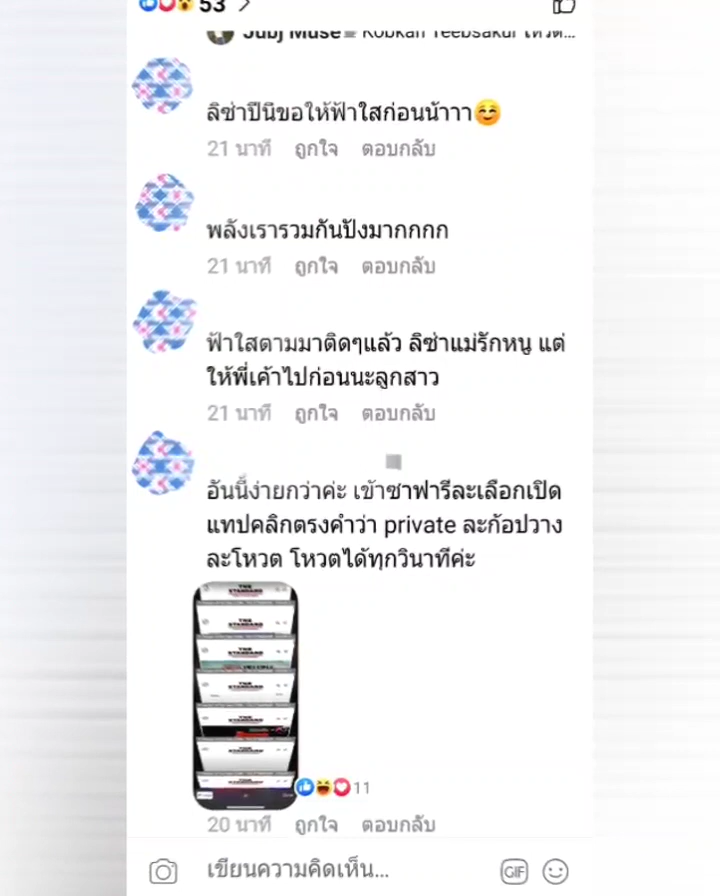 53
ลิซ่าปีนี้ขอให้ฟ้าใสก่อนน้าาา
21 นาที ถูกใจ ตอบกลับ
พลังเรารวมกันปังมากกกก
21 นาที ถูกใจ ตอบกลับ
ฟ้าใสตามมาติดๆแล้ว ลิซ่าแม่รักหนู แต่
ให้พี่เค้าไปก่อนนะลูกสาว
21 นาที ถูกใจ ตอบกลับ
อันนี้ง่ายกว่าค่ะ เข้าซาฟารีละเลือกเปิด
แทปคลิกตรงคำว่า private ละก้อปวาง
ละโหวต โหวตได้ทุกวินาทีค่ะ
THE
STANDARD
THE
STANDARD
THE
STANDARD
THE
STANDARD
THE
STANDARD
11
20 นาที ถูกใจ ตอบกลับ
เขียนความคิดเห็น...
GIF